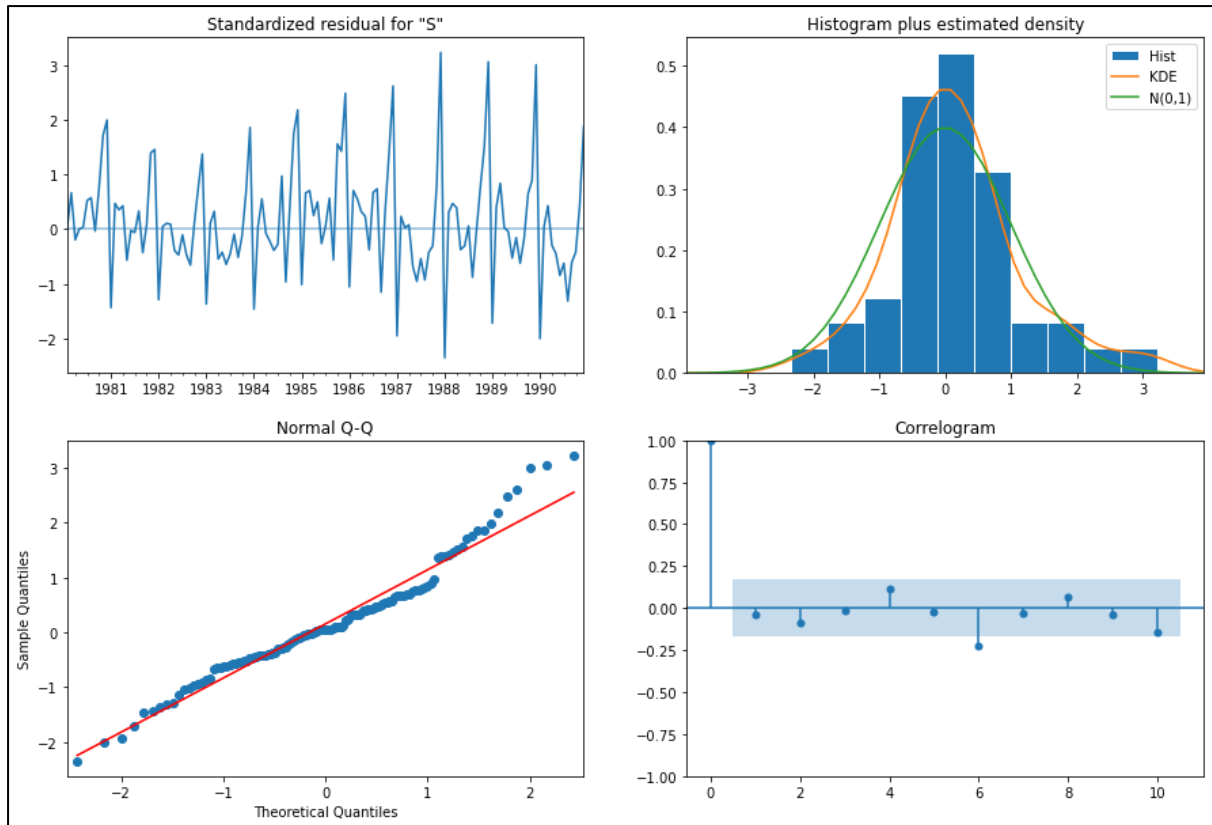 Standardized residual for "S"
3
2
1
0
−1
−2
1981 1982 1983 1984 1985 1986 1987 1988 1989 1990
Histogram plus estimated density
Hist
KDE
N(0,1)
0.5
0.4
0.3
0.2
0.1
0.0
−3 −2 −1 0 1 2 3
Normal Q-Q
Sample Quantiles
3
2
1
0
−1
−2
−2 −1 0 1 2
Theoretical Quantiles
Correlogram
1.00
0.75
0.50
0.25
0.00
−0.25
−0.50
−0.75
−1.00
0 2 4 6 8 10